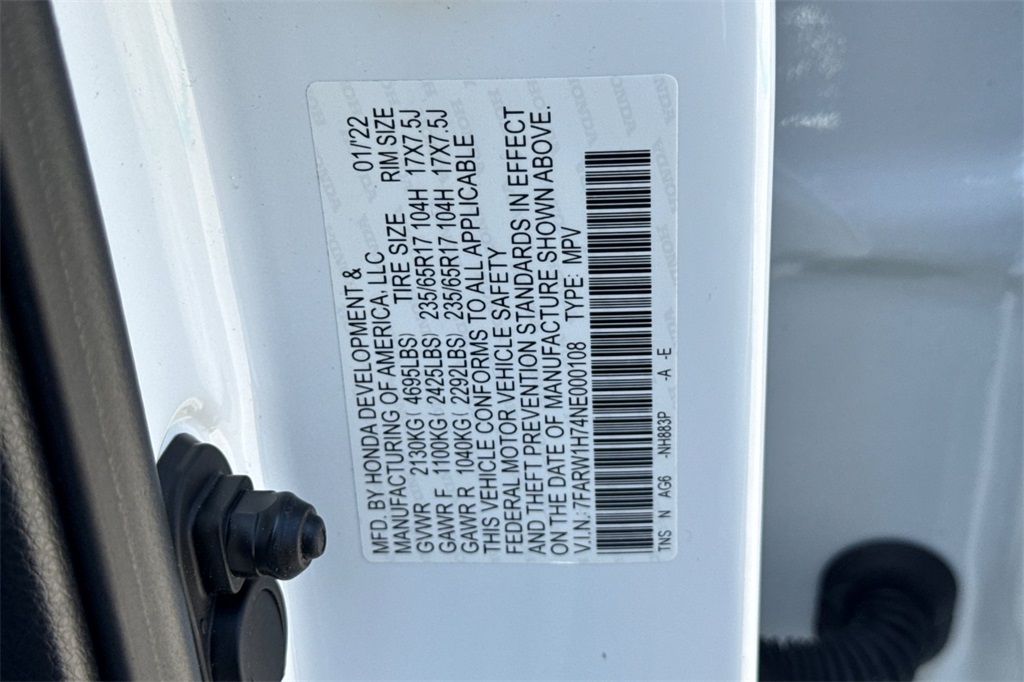 MFD. BY HONDA DEVELOPMENT & 01/'22
MANUFACTURING OF AMERICA, LLC
TIRE SIZE RIM SIZE
GVWR 2130KG( 4695LBS)
GAWR F 1100KG( 2425LBS) 235/65R17 104H 17X7.5J
GAWR R 1040KG( 2292LBS) 235/65R17 104H 17X7.5J
THIS VEHICLE CONFORMS TO ALL APPLICABLE
FEDERAL MOTOR VEHICLE SAFETY
AND THEFT PREVENTION STANDARDS IN EFFECT
ON THE DATE OF MANUFACTURE SHOWN ABOVE.
V.I.N.:7FARW1H74NE000108 TYPE: MPV
TNS N AG6 -NH883P -A -E